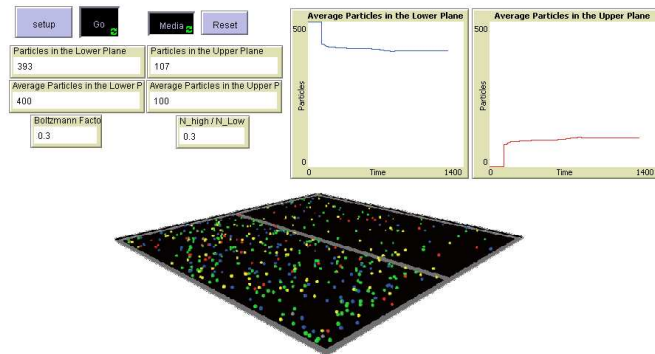 setup
Go
Media
Reset
Particles in the Lower Plane
393
Particles in the Upper Plane
107
Average Particles in the Lower P
400
Average Particles in the Upper P
100
Boltzmann Facto
0.3
N_high / N_Low
0.3
Average Particles in the Lower Plane
500
Particles
0
0
Time
1400
Average Particles in the Upper Plane
500
Particles
0
0
Time
1400